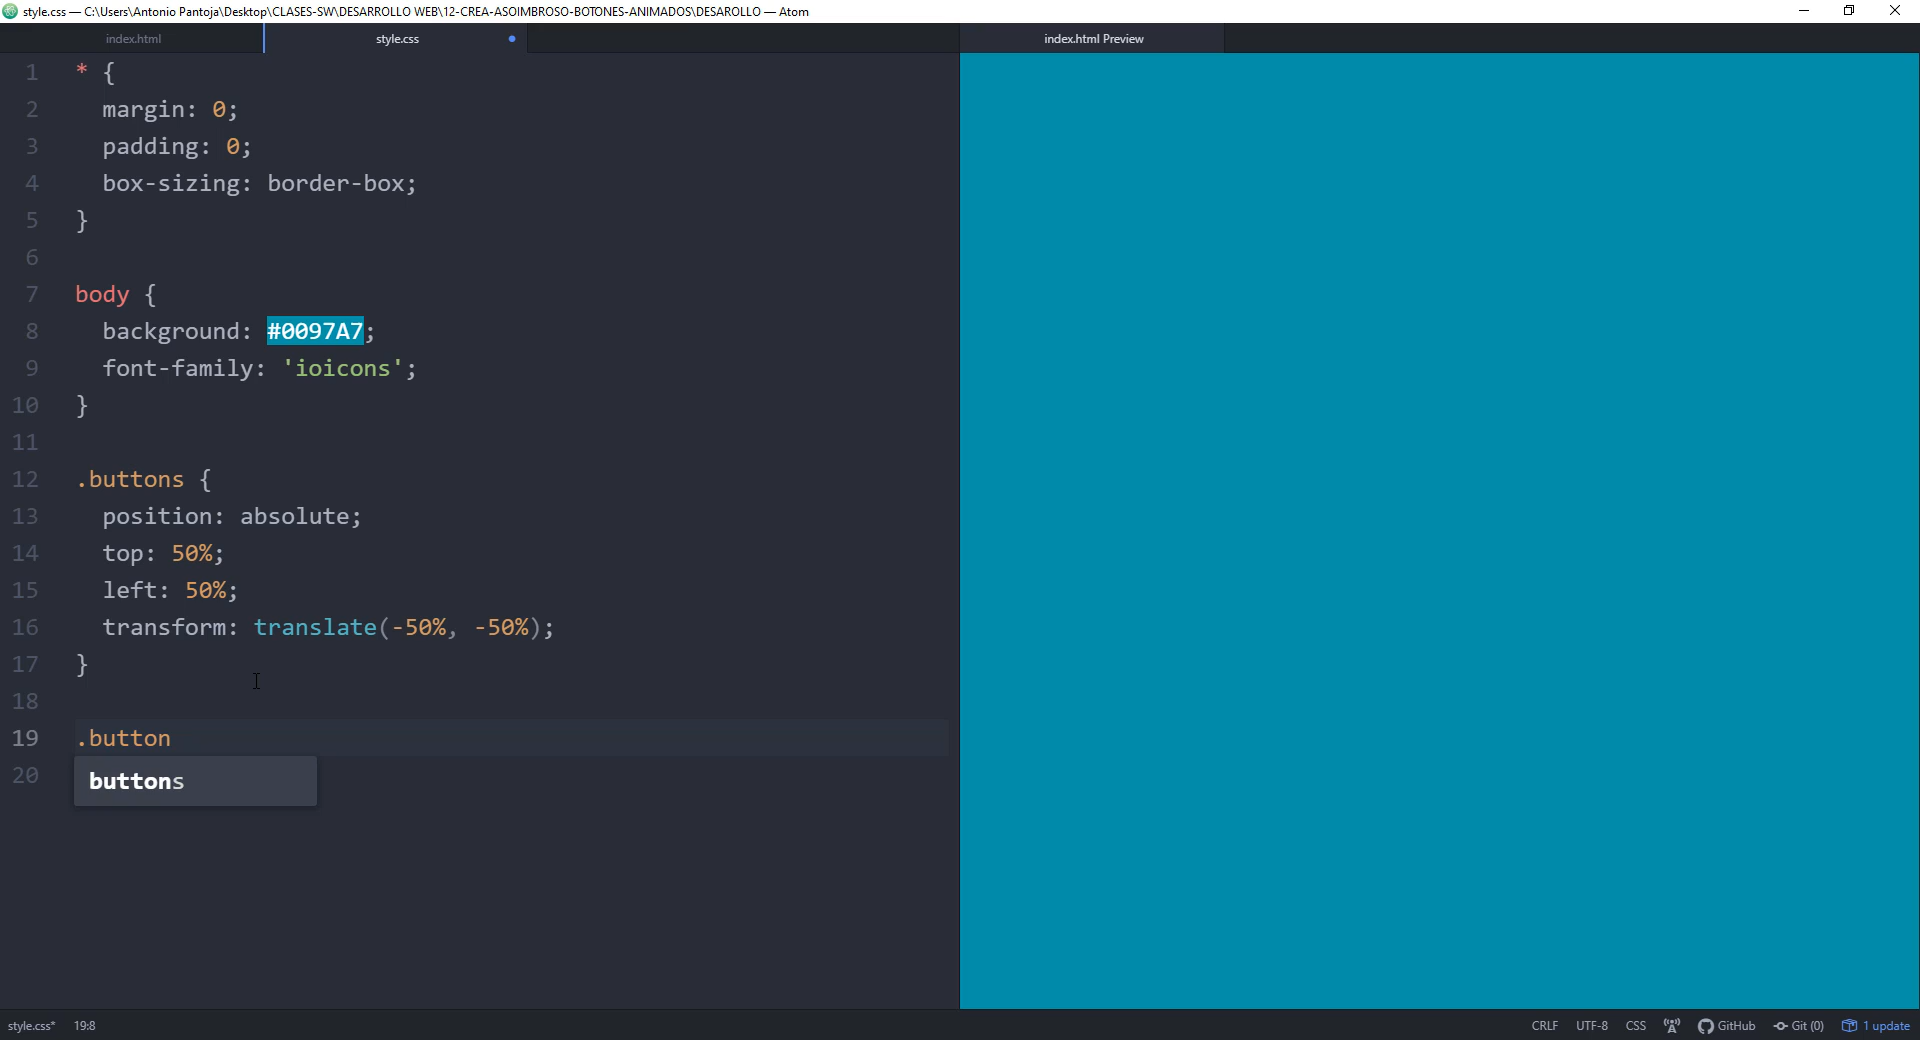 style.css — C:\Users\Antonio Pantoja\Desktop\CLASES-SW\DESARROLLO WEB\12-CREA-ASOIMBROSO-BOTONES-ANIMADOS\DESAROLLO — Atom
index.html
style.css
index.html Preview
1 * {
2 margin: 0;
3 padding: 0;
4 box-sizing: border-box;
5 }
6
7 body {
8 background: #0097A7;
9 font-family: 'ioicons';
10 }
11
12 .buttons {
13 position: absolute;
14 top: 50%;
15 left: 50%;
16 transform: translate(-50%, -50%);
17 }
18
19 .button
20
buttons
style.css* 19:8 CRLF UTF-8 CSS GitHub Git (0) 1 update